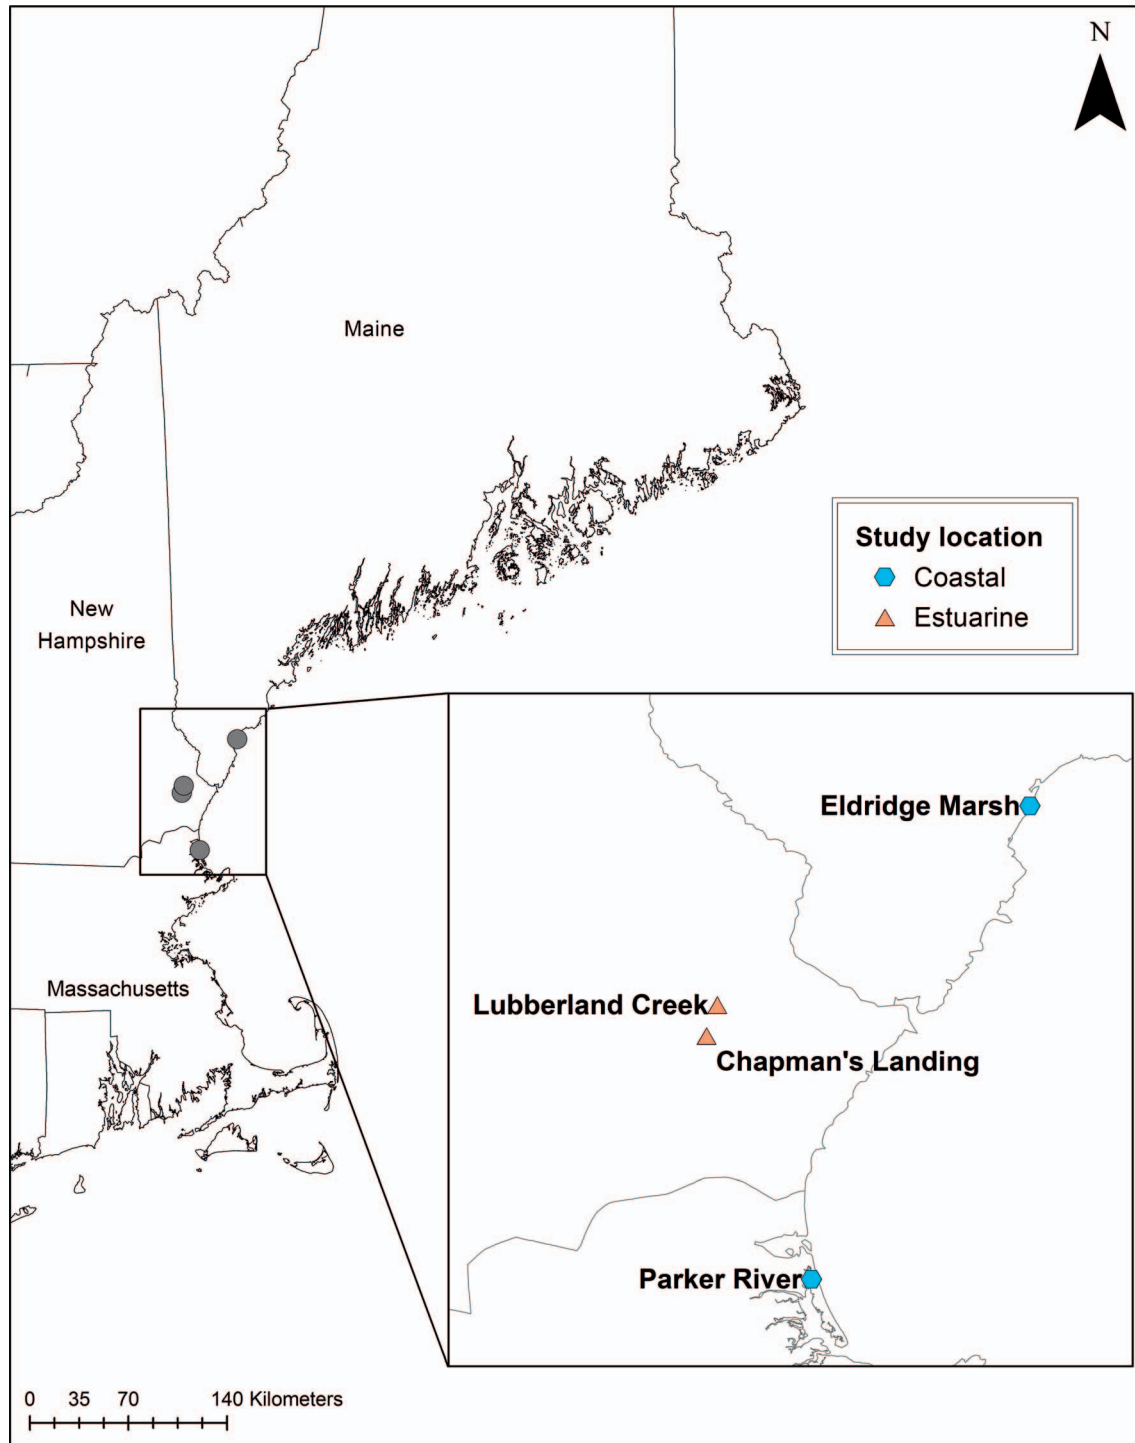 N
Maine
Study location
Coastal
Estuarine
New
Hampshire
Eldridge Marsh
Lubberland Creek
Chapman's Landing
Massachusetts
Parker River
0 35 70 140 Kilometers